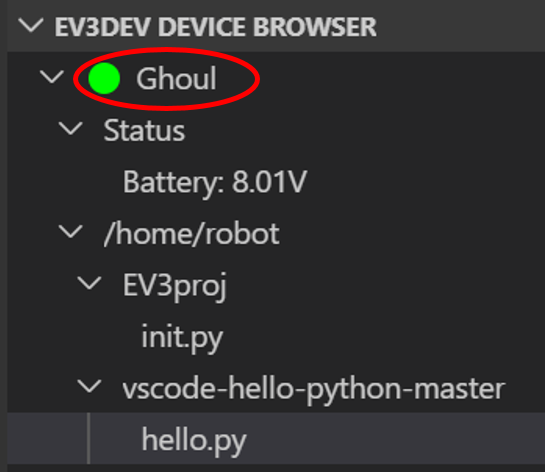 EV3DEV DEVICE BROWSER
Ghoul
Status
Battery: 8.01V
/home/robot
EV3proj
init.py
vscode-hello-python-master
hello.py